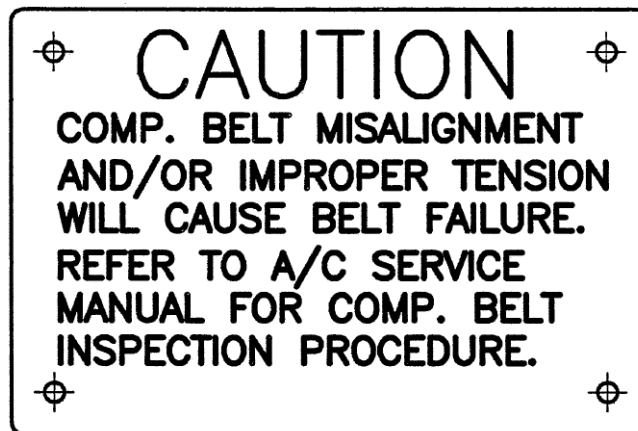 CAUTION
COMP. BELT MISALIGNMENT
AND/OR IMPROPER TENSION
WILL CAUSE BELT FAILURE.
REFER TO A/C SERVICE
MANUAL FOR COMP. BELT
INSPECTION PROCEDURE.